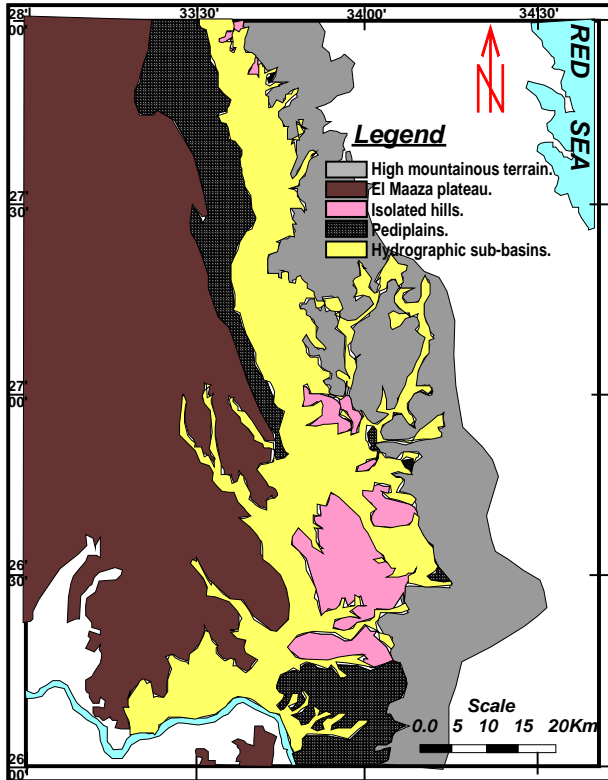 33'30 34'00 34'30
28'
00'
RED
SEA
N
Legend
High mountainous terrain.
El Maaza plateau.
Isolated hills.
Pediplains.
Hydrographic sub-basins.
27'
30'
27'
00'
26'
30'
Scale
0.0 5 10 15 20Km
26'
00'